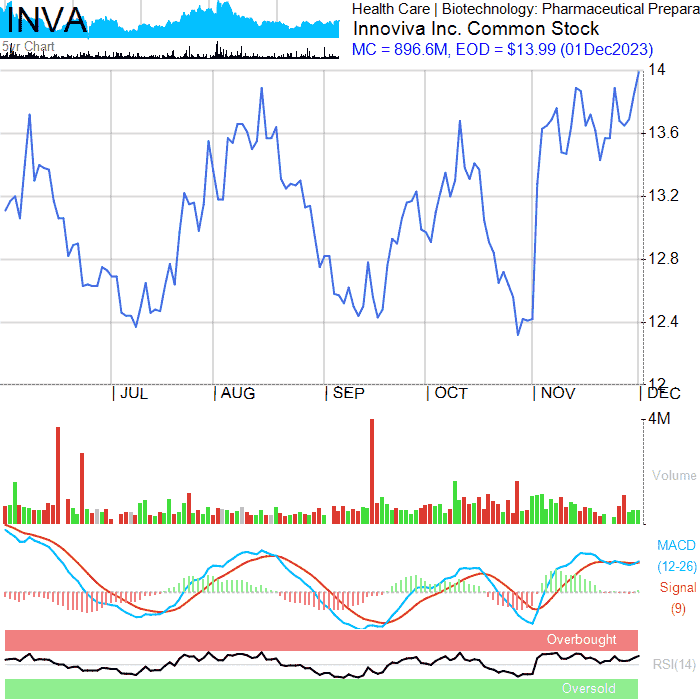 INVA
5yr Chart
Health Care | Biotechnology: Pharmaceutical Prepara
Innoviva Inc. Common Stock
MC = 896.6M, EOD = $13.99 (01Dec2023)
14
13.6
13.2
12.8
12.4
12
JUL
AUG
SEP
OCT
NOV
DEC
4M
Volume
MACD
(12-26)
Signal
(9)
Overbought
RSI(14)
Oversold